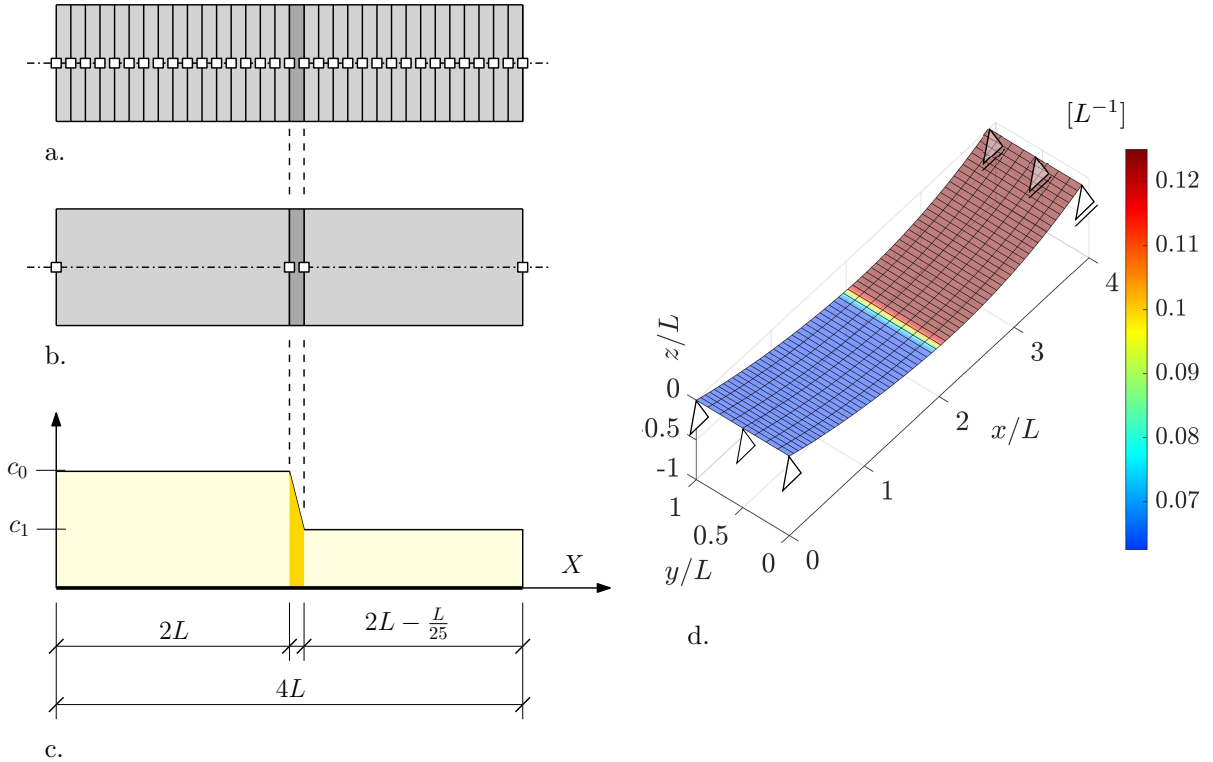 a.
b.
c₀
c₁
X
2L
2L − L/25
4L
c.
[L⁻¹]
0.12
0.11
0.1
0.09
0.08
0.07
z/L
0
.0.5
-1
1
0.5
0
y/L
0
1
2
3
4
x/L
d.